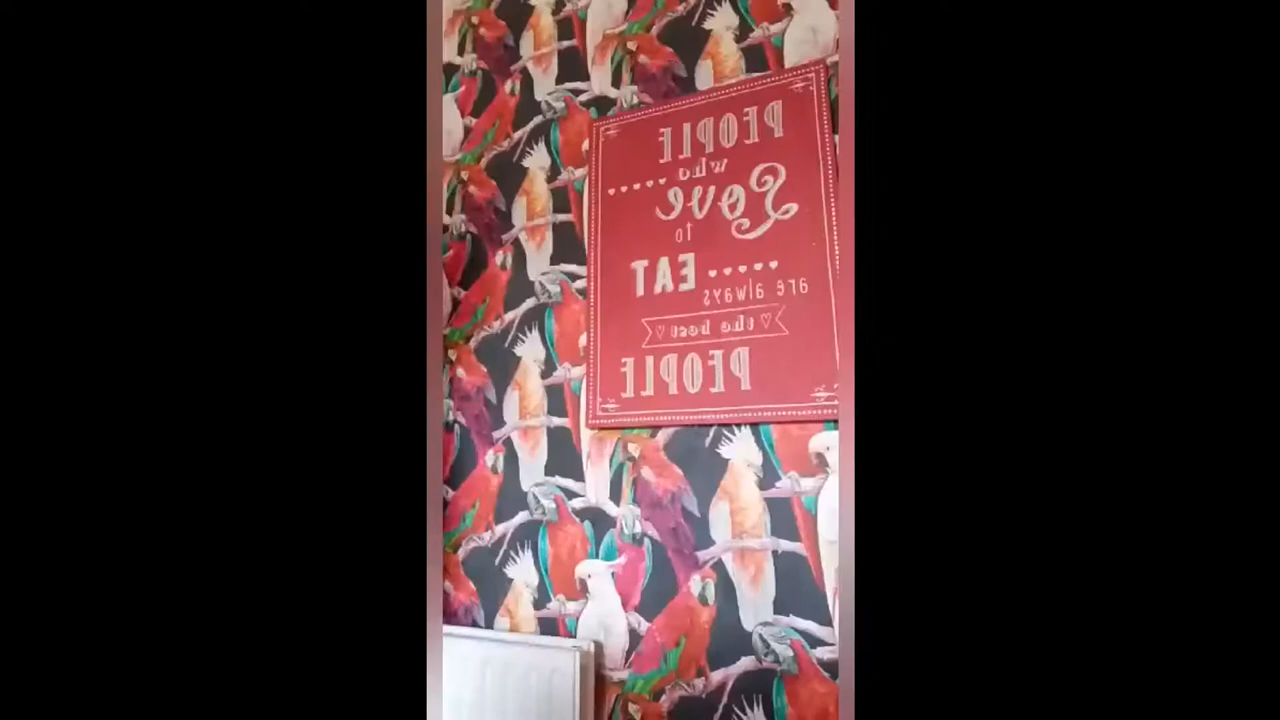 PEOPLE
who
Love
to
EAT
are always
the best
PEOPLE